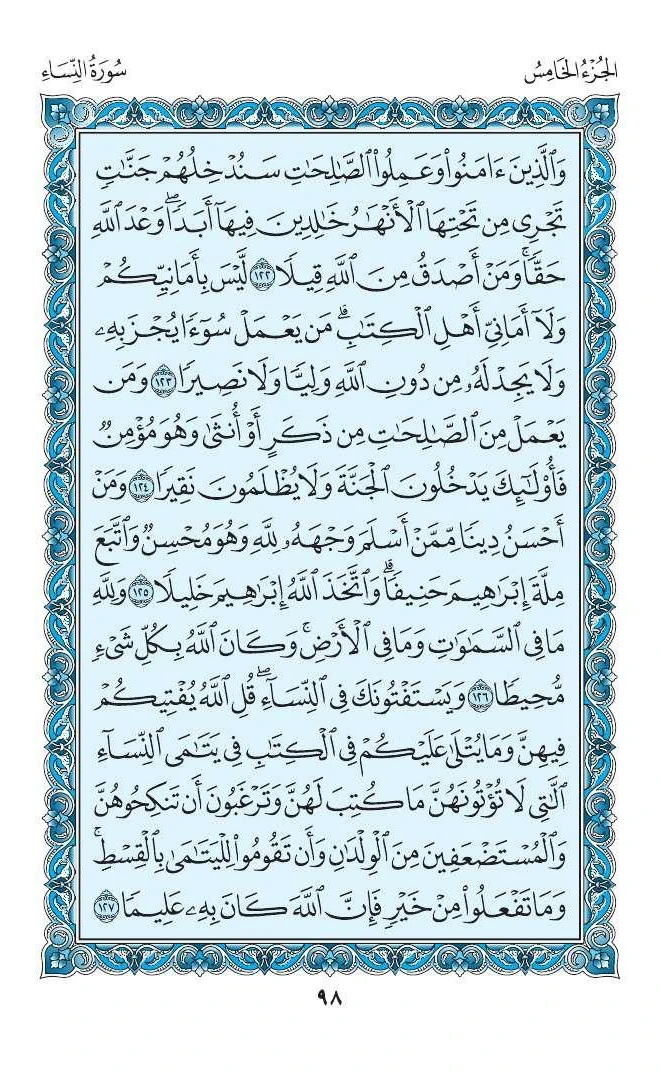 الجُزْءُ الخَامِسُ
سُورَةُ النِّسَاءِ
وَٱلَّذِينَ ءَامَنُواْ وَعَمِلُواْ ٱلصَّٰلِحَٰتِ سَنُدۡخِلُهُمۡ جَنَّٰتٖ
تَجۡرِي مِن تَحۡتِهَا ٱلۡأَنۡهَٰرُ خَٰلِدِينَ فِيهَآ أَبَدٗاۖ وَعۡدَ ٱللَّهِ
حَقّٗاۚ وَمَنۡ أَصۡدَقُ مِنَ ٱللَّهِ قِيلٗا ١٢٢ لَّيۡسَ بِأَمَانِيِّكُمۡ
وَلَآ أَمَانِيِّ أَهۡلِ ٱلۡكِتَٰبِۗ مَن يَعۡمَلۡ سُوٓءٗا يُجۡزَ بِهِۦ
وَلَا يَجِدۡ لَهُۥ مِن دُونِ ٱللَّهِ وَلِيّٗا وَلَا نَصِيرٗا ١٢٣ وَمَن
يَعۡمَلۡ مِنَ ٱلصَّٰلِحَٰتِ مِن ذَكَرٍ أَوۡ أُنثَىٰ وَهُوَ مُؤۡمِنٞ
فَأُوْلَٰٓئِكَ يَدۡخُلُونَ ٱلۡجَنَّةَ وَلَا يُظۡلَمُونَ نَقِيرٗا ١٢٤ وَمَنۡ
أَحۡسَنُ دِينٗا مِّمَّنۡ أَسۡلَمَ وَجۡهَهُۥ لِلَّهِ وَهُوَ مُحۡسِنٞ وَٱتَّبَعَ
مِلَّةَ إِبۡرَٰهِيمَ حَنِيفٗاۗ وَٱتَّخَذَ ٱللَّهُ إِبۡرَٰهِيمَ خَلِيلٗا ١٢٥ وَلِلَّهِ
مَا فِي ٱلسَّمَٰوَٰتِ وَمَا فِي ٱلۡأَرۡضِۚ وَكَانَ ٱللَّهُ بِكُلِّ شَيۡءٖ
مُّحِيطٗا ١٢٦ وَيَسۡتَفۡتُونَكَ فِي ٱلنِّسَآءِۖ قُلِ ٱللَّهُ يُفۡتِيكُمۡ
فِيهِنَّ وَمَا يُتۡلَىٰ عَلَيۡكُمۡ فِي ٱلۡكِتَٰبِ فِي يَتَٰمَى ٱلنِّسَآءِ
ٱلَّٰتِي لَا تُؤۡتُونَهُنَّ مَا كُتِبَ لَهُنَّ وَتَرۡغَبُونَ أَن تَنكِحُوهُنَّ
وَٱلۡمُسۡتَضۡعَفِينَ مِنَ ٱلۡوِلۡدَٰنِ وَأَن تَقُومُواْ لِلۡيَتَٰمَىٰ بِٱلۡقِسۡطِۚ
وَمَا تَفۡعَلُواْ مِنۡ خَيۡرٖ فَإِنَّ ٱللَّهَ كَانَ بِهِۦ عَلِيمٗا ١٢٧
٩٨